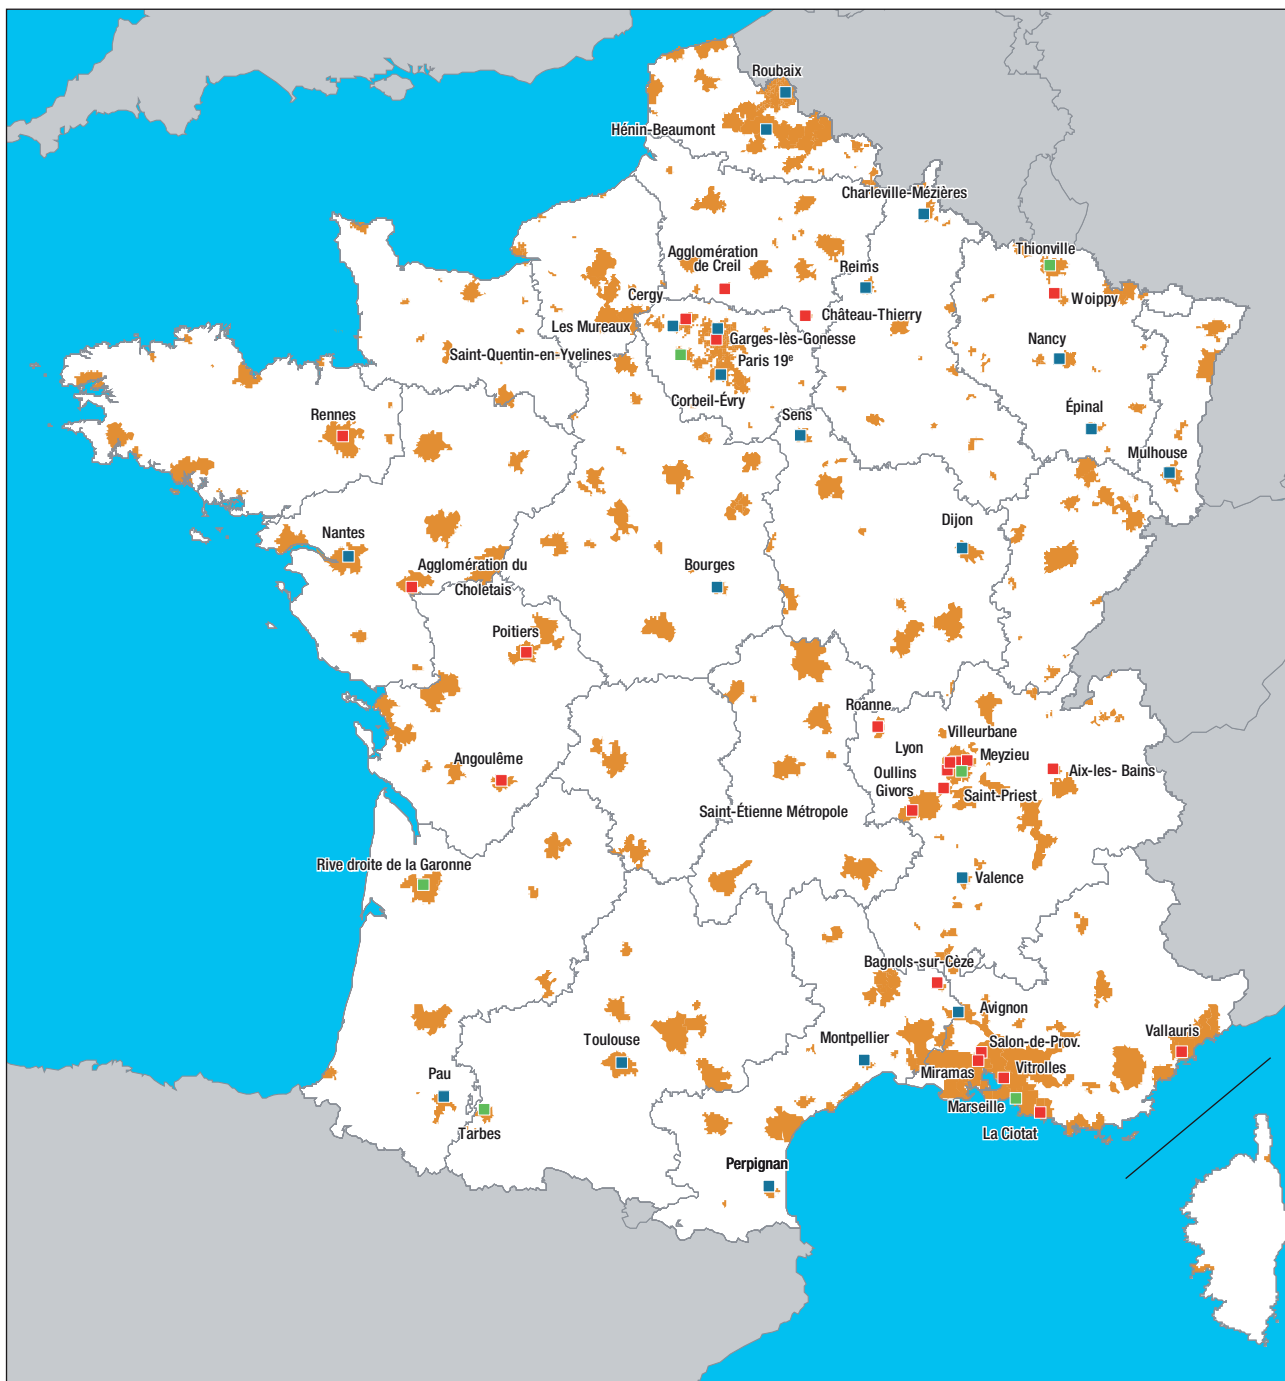 Roubaix
Hénin-Beaumont
Charleville-Mézières
Agglomération
de Creil
Reims
Thionville
Woippy
Cergy
Château-Thierry
Les Mureaux
Garges-lès-Gonesse
Nancy
Saint-Quentin-en-Yvelines
Paris 19e
Corbeil-Évry
Sens
Épinal
Rennes
Mulhouse
Dijon
Nantes
Agglomération du
Choletais
Bourges
Poitiers
Roanne
Villeurbane
Lyon
Meyzieu
Angoulême
Oullins
Aix-les- Bains
Givors
Saint-Priest
Saint-Étienne Métropole
Rive droite de la Garonne
Valence
Bagnols-sur-Cèze
Avignon
Toulouse
Montpellier
Salon-de-Prov.
Vallauris
Pau
Miramas
Vitrolles
Marseille
Tarbes
La Ciotat
Perpignan